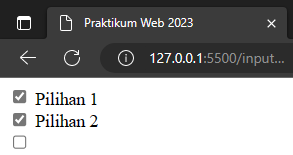 Praktikum Web 2023
127.0.0.1:5500/input...
Pilihan 1
Pilihan 2